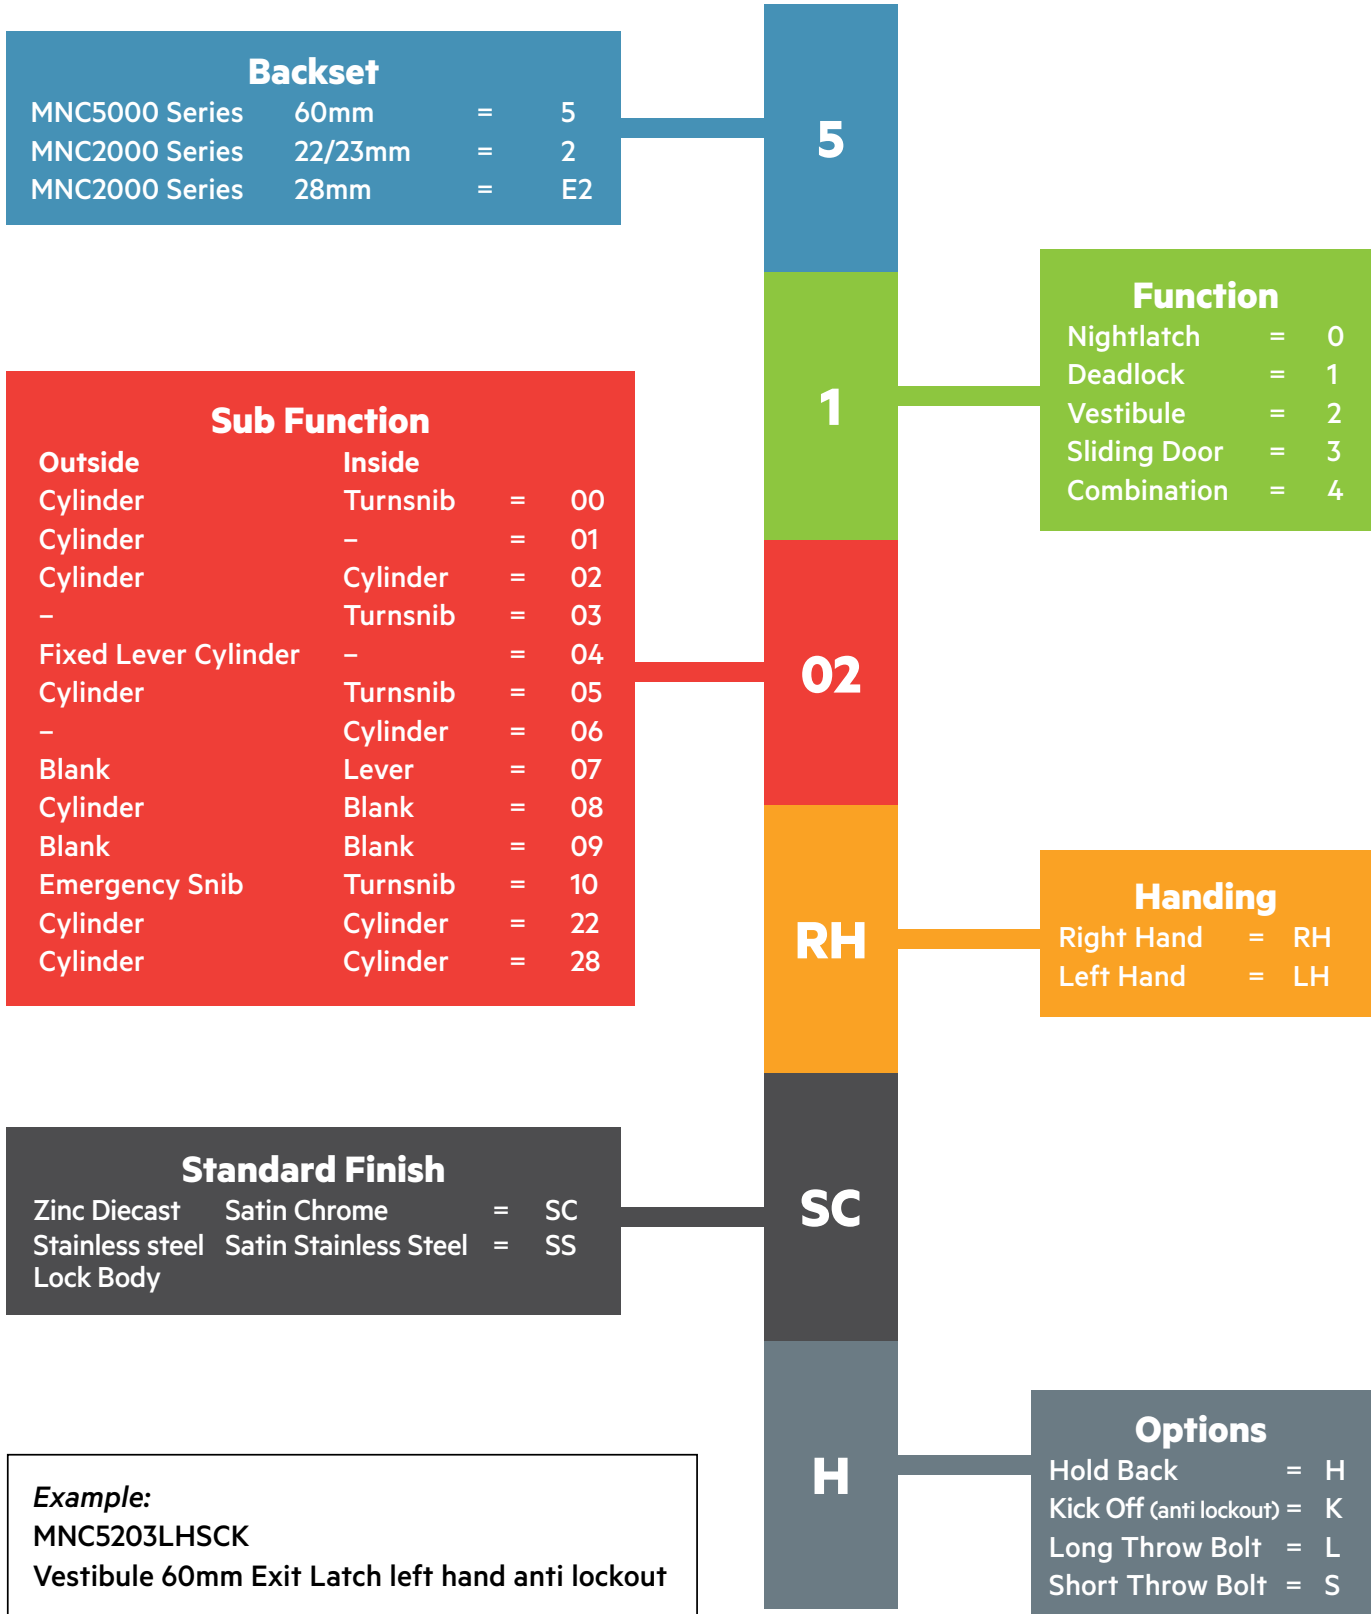 Backset
MNC5000 Series 60mm = 5
MNC2000 Series 22/23mm = 2
MNC2000 Series 28mm = E2
5
Function
Nightlatch = 0
Deadlock = 1
Vestibule = 2
Sliding Door = 3
Combination = 4
1
Sub Function
Outside Inside
Cylinder Turnsnib = 00
Cylinder – = 01
Cylinder Cylinder = 02
– Turnsnib = 03
Fixed Lever Cylinder – = 04
Cylinder Turnsnib = 05
– Cylinder = 06
Blank Lever = 07
Cylinder Blank = 08
Blank Blank = 09
Emergency Snib Turnsnib = 10
Cylinder Cylinder = 22
Cylinder Cylinder = 28
02
Handing
Right Hand = RH
Left Hand = LH
RH
Standard Finish
Zinc Diecast Satin Chrome = SC
Stainless steel Satin Stainless Steel = SS
Lock Body
SC
Options
Hold Back = H
Kick Off (anti lockout) = K
Long Throw Bolt = L
Short Throw Bolt = S
H
Example:
MNC5203LHSCK
Vestibule 60mm Exit Latch left hand anti lockout